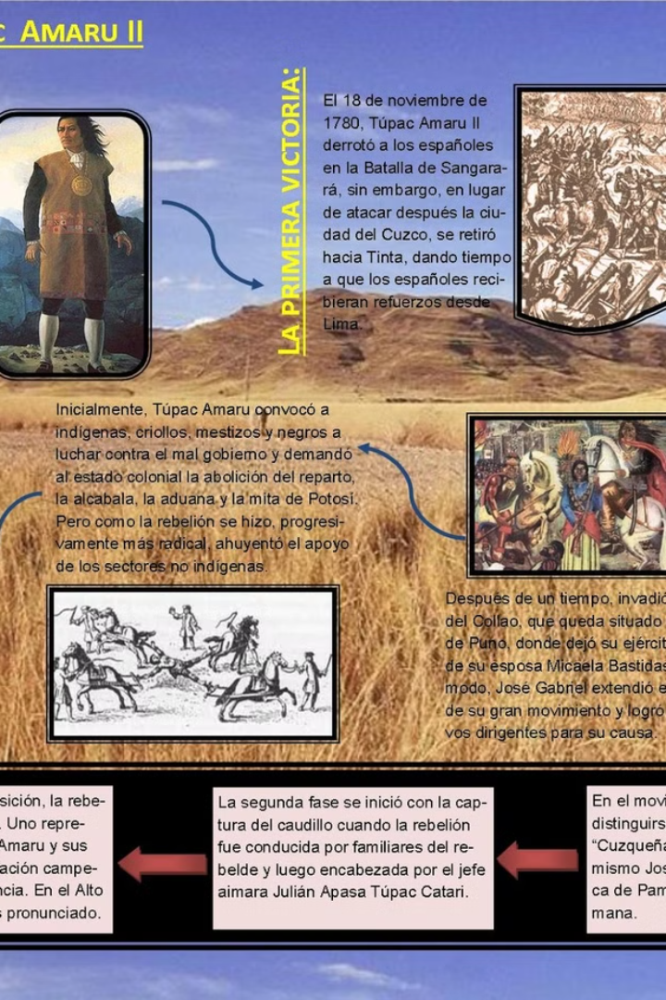 AMARU II
LA PRIMERA VICTORIA:
El 18 de noviembre de
1780, Túpac Amaru II
derrotó a los españoles
en la Batalla de Sangara-
rá, sin embargo, en lugar
de atacar después la ciu-
dad del Cuzco, se retiró
hacia Tinta, dando tiempo
a que los españoles reci-
bieran refuerzos desde
Lima.
Inicialmente, Túpac Amaru convocó a
indígenas, criollos, mestizos y negros a
luchar contra el mal gobierno y demandó
al estado colonial la abolición del reparto,
la alcabala, la aduana y la mita de Potosí.
Pero como la rebelión se hizo, progresi-
vamente más radical, ahuyentó el apoyo
de los sectores no indígenas.
Después de un tiempo, invadió
del Collao, que queda situado
de Puno, donde dejó su
de su esposa Micaela Bastidas
modo, José Gabriel extendió
de su gran movimiento y logró
vos dirigentes para su causa.
sición, la rebe-
. Uno repre-
Amaru y sus
ación campe-
ncia. En el Alto
pronunciado.
La segunda fase se inició con la cap-
tura del caudillo cuando la rebelión
fue conducida por familiares del re-
belde y luego encabezada por el jefe
aimara Julián Apasa Túpac Catari.
En el movi
distinguirs
“Cuzqueña
mismo Jos
ca de Pam
mana.